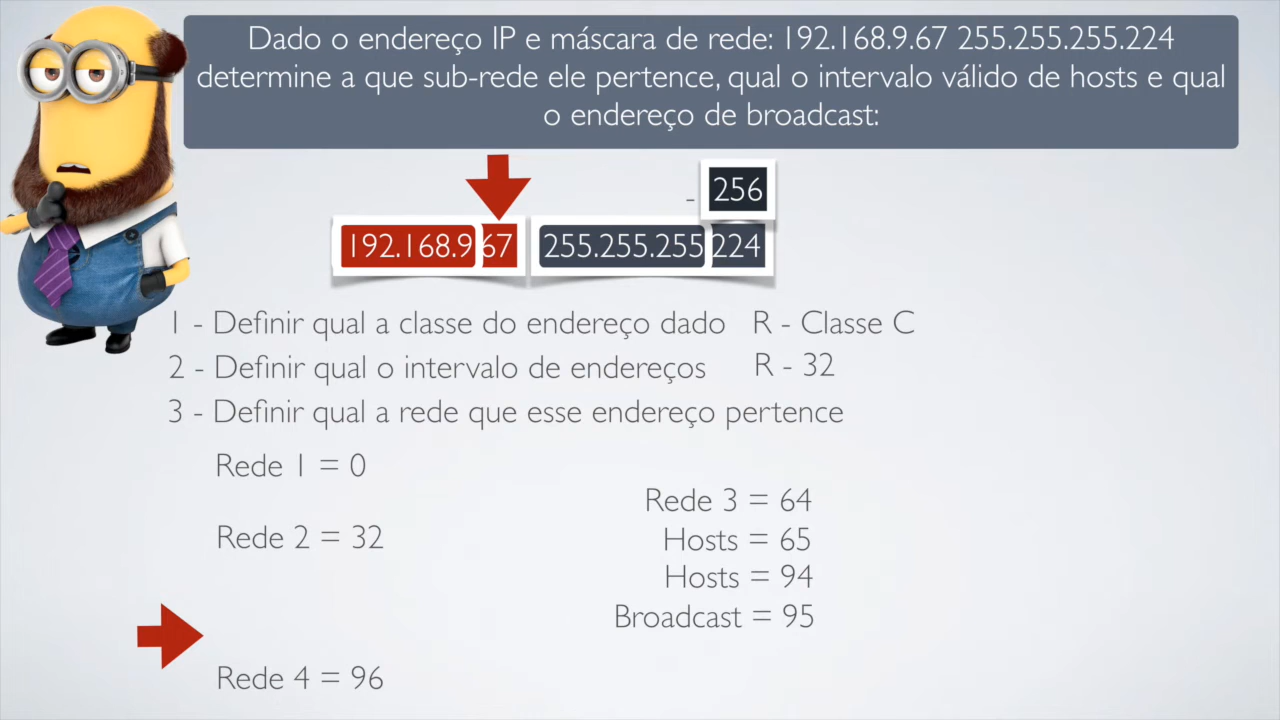 Dado o endereço IP e máscara de rede: 192.168.9.67 255.255.255.224
determine a que sub-rede ele pertence, qual o intervalo válido de hosts e qual
o endereço de broadcast:
- 256
192.168.9 67 255.255.255 224
1 - Definir qual a classe do endereço dado R - Classe C
2 - Definir qual o intervalo de endereços R - 32
3 - Definir qual a rede que esse endereço pertence
Rede 1 = 0
Rede 2 = 32
Rede 3 = 64
Hosts = 65
Hosts = 94
Broadcast = 95
Rede 4 = 96